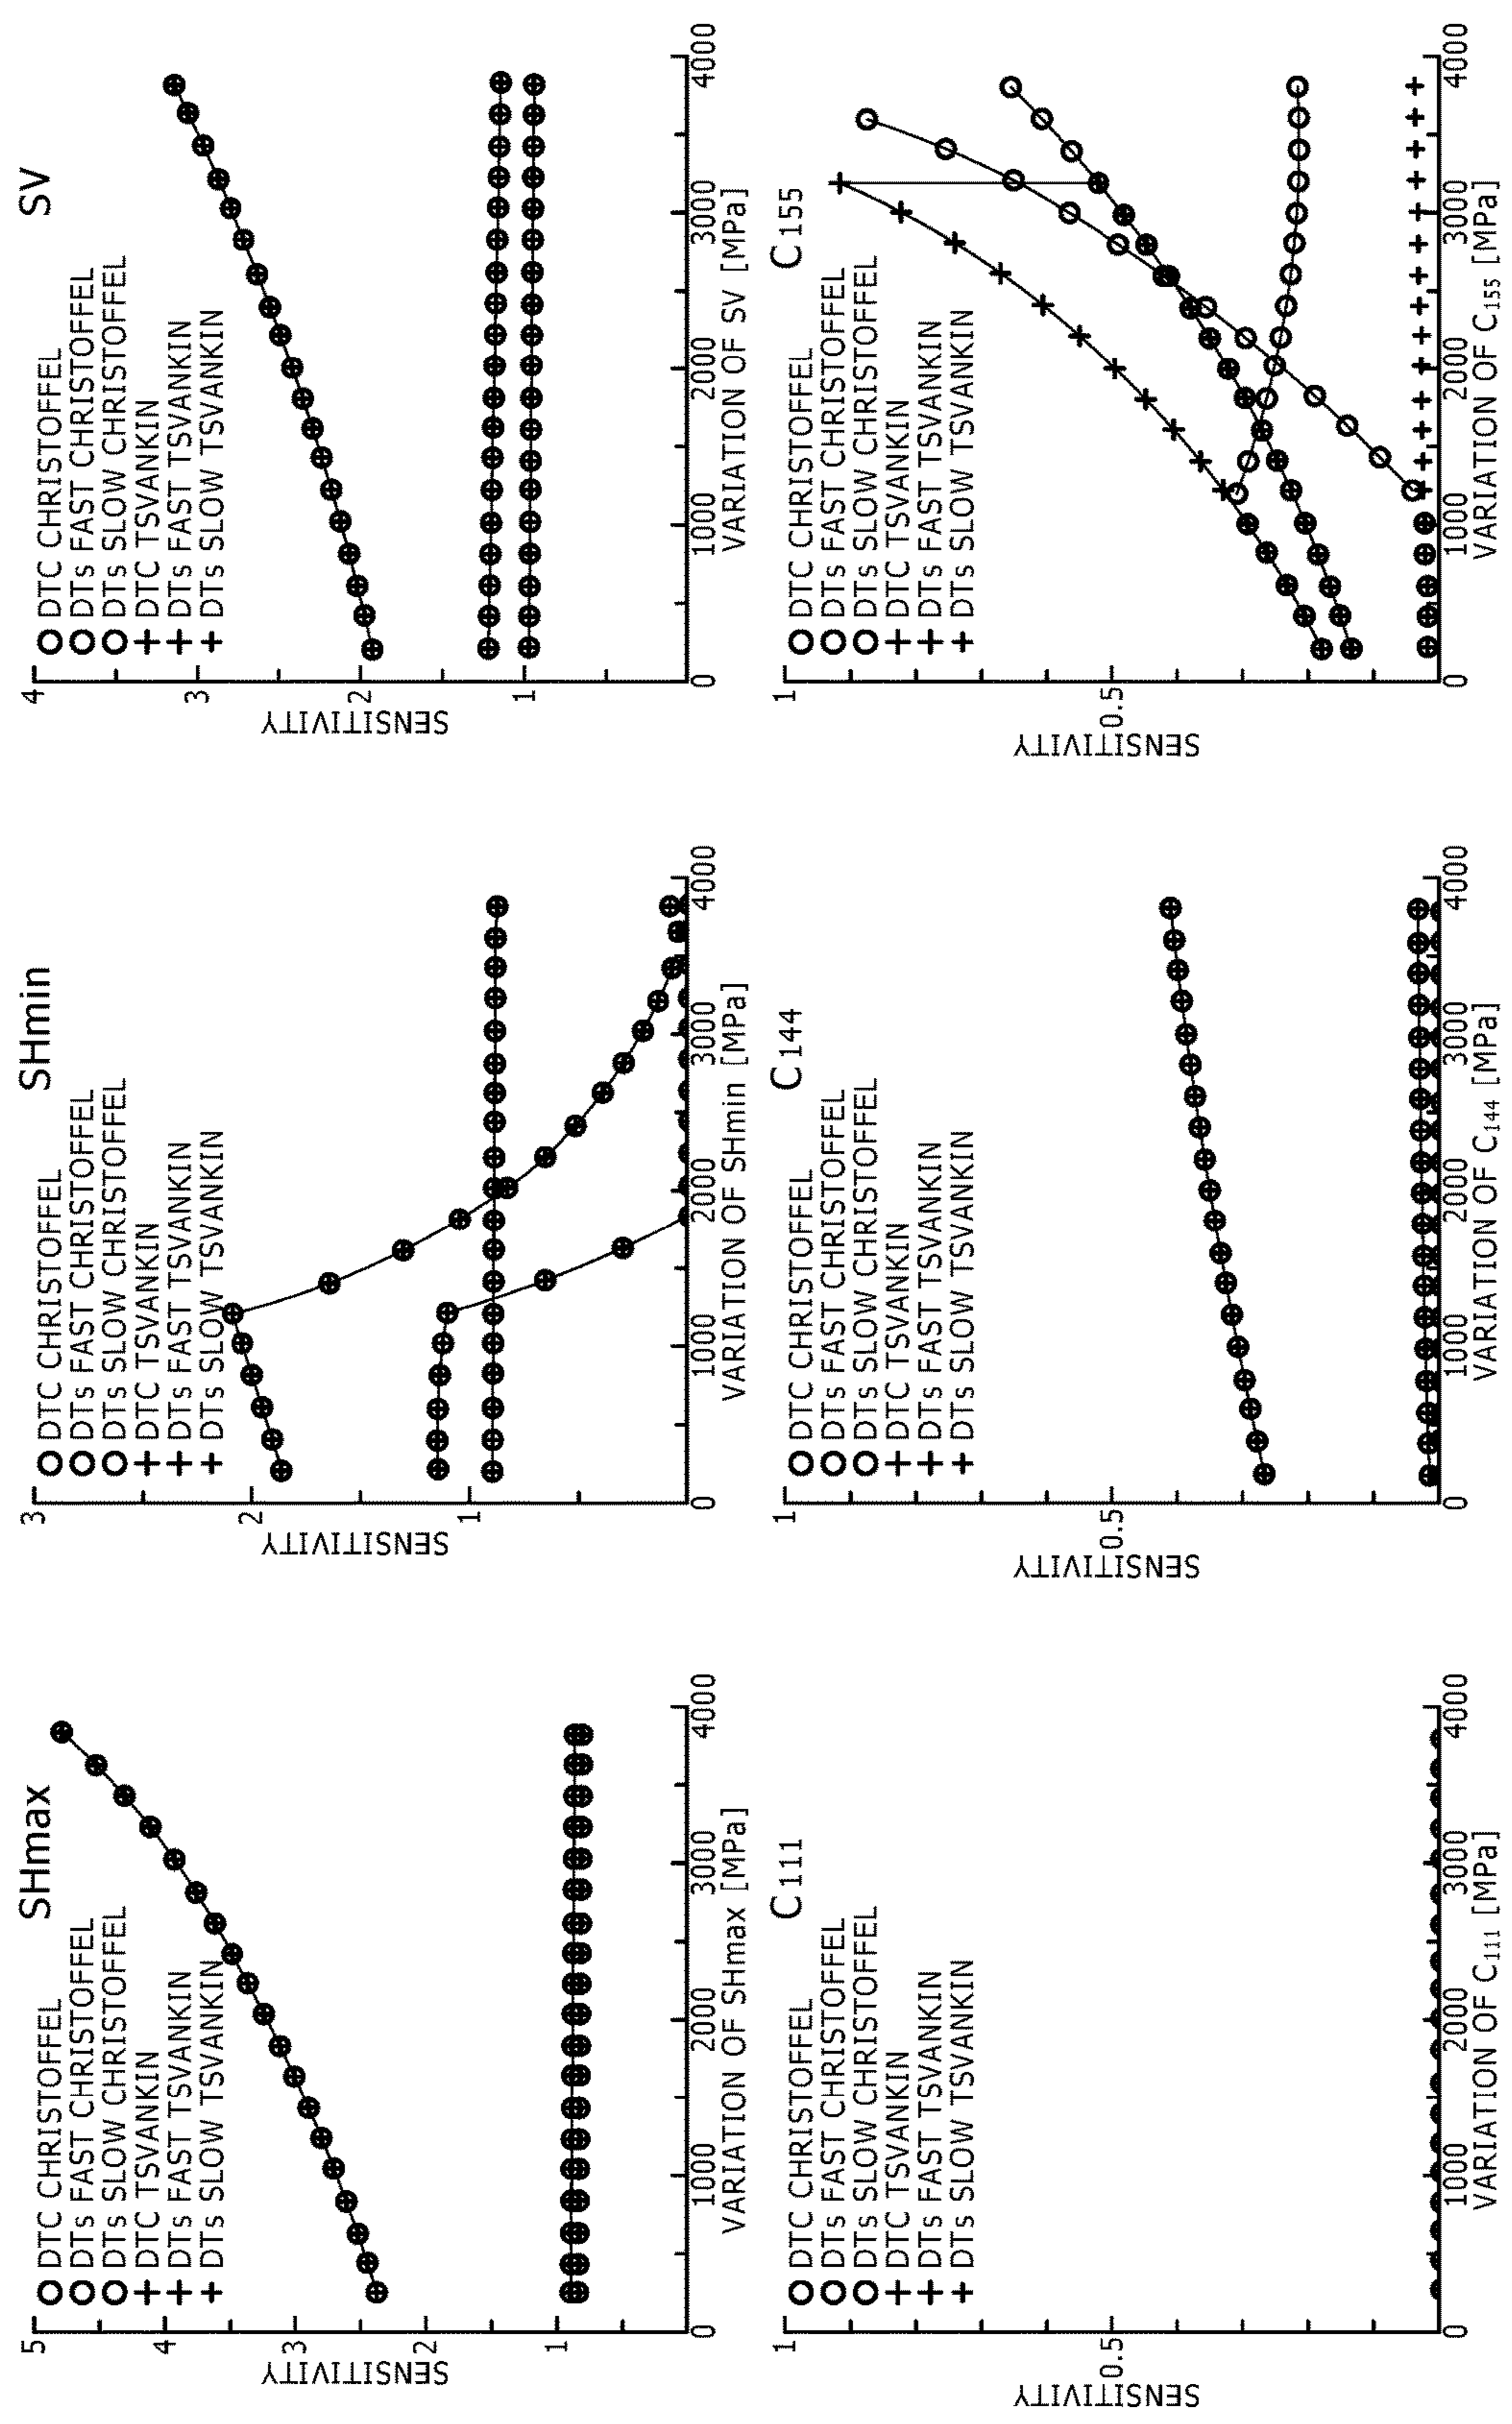 SHmax
O DTC CHRISTOFFEL
O DTs FAST CHRISTOFFEL
O DTs SLOW CHRISTOFFEL
+ DTC TSVANKIN
+ DTs FAST TSVANKIN
+ DTs SLOW TSVANKIN
SENSITIVITY
5
4
3
2
1
0
1000
2000
3000
4000
VARIATION OF SHmax [MPa]
SHmin
O DTC CHRISTOFFEL
O DTs FAST CHRISTOFFEL
O DTs SLOW CHRISTOFFEL
+ DTC TSVANKIN
+ DTs FAST TSVANKIN
+ DTs SLOW TSVANKIN
SENSITIVITY
3
2
1
0
1000
2000
3000
4000
VARIATION OF SHmin [MPa]
SV
O DTC CHRISTOFFEL
O DTs FAST CHRISTOFFEL
O DTs SLOW CHRISTOFFEL
+ DTC TSVANKIN
+ DTs FAST TSVANKIN
+ DTs SLOW TSVANKIN
SENSITIVITY
4
3
2
1
0
1000
2000
3000
4000
VARIATION OF SV [MPa]
C111
O DTC CHRISTOFFEL
O DTs FAST CHRISTOFFEL
O DTs SLOW CHRISTOFFEL
+ DTC TSVANKIN
+ DTs FAST TSVANKIN
+ DTs SLOW TSVANKIN
SENSITIVITY
1
0.5
0
1000
2000
3000
4000
VARIATION OF C111 [MPa]
C144
O DTC CHRISTOFFEL
O DTs FAST CHRISTOFFEL
O DTs SLOW CHRISTOFFEL
+ DTC TSVANKIN
+ DTs FAST TSVANKIN
+ DTs SLOW TSVANKIN
SENSITIVITY
1
0.5
0
1000
2000
3000
4000
VARIATION OF C144 [MPa]
C155
O DTC CHRISTOFFEL
O DTs FAST CHRISTOFFEL
O DTs SLOW CHRISTOFFEL
+ DTC TSVANKIN
+ DTs FAST TSVANKIN
+ DTs SLOW TSVANKIN
SENSITIVITY
1
0.5
0
1000
2000
3000
4000
VARIATION OF C155 [MPa]